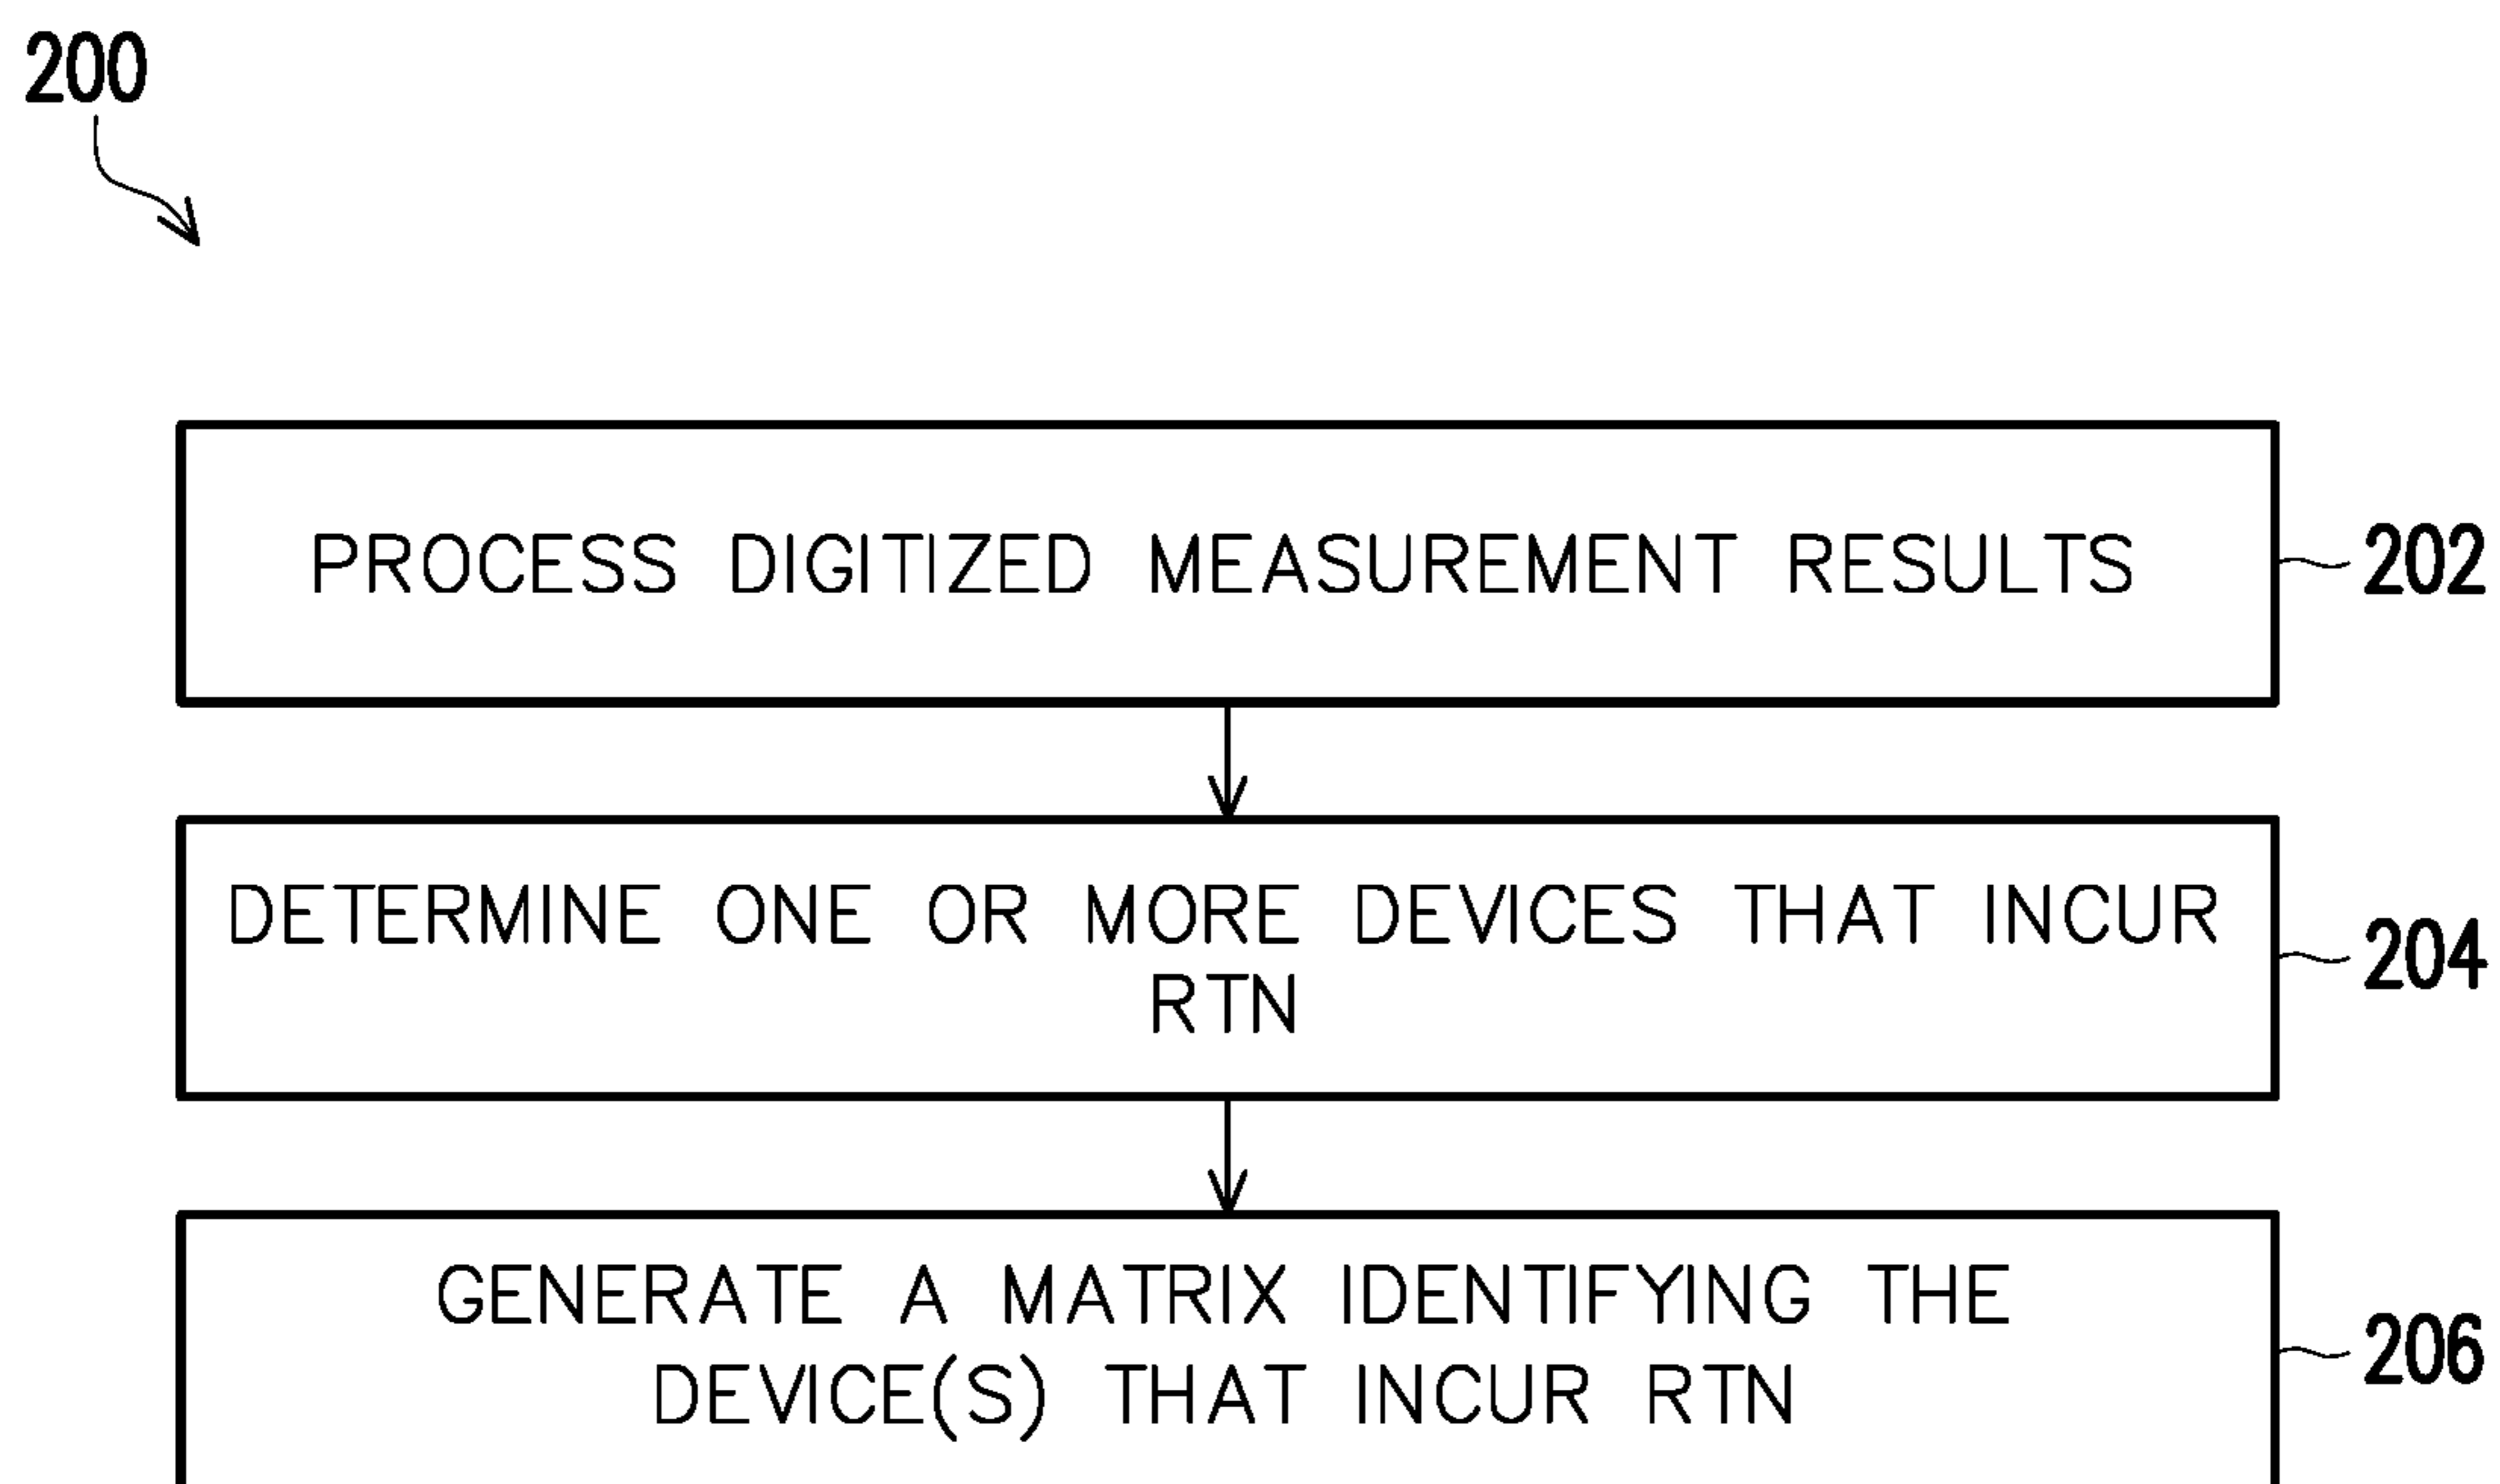 200
PROCESS DIGITIZED MEASUREMENT RESULTS
202
DETERMINE ONE OR MORE DEVICES THAT INCUR
RTN
204
GENERATE A MATRIX IDENTIFYING THE
DEVICE(S) THAT INCUR RTN
206